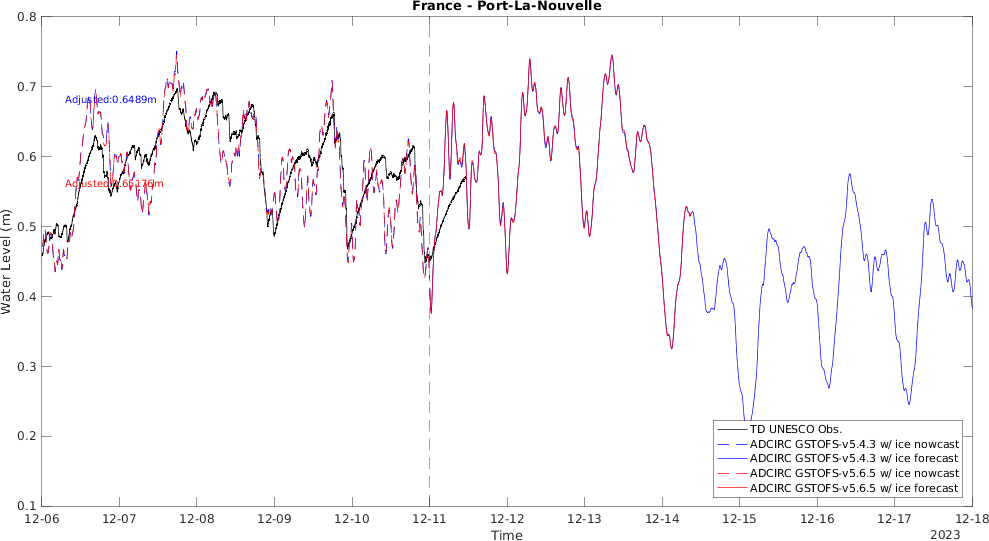 France - Port-La-Nouvelle
0.8
0.7
0.6
0.5
0.4
0.3
0.2
0.1
Water Level (m)
Adjusted:0.6489m
Adjusted:0.65176m
TD UNESCO Obs.
ADCIRC GSTOFS-v5.4.3 w/ ice nowcast
ADCIRC GSTOFS-v5.4.3 w/ ice forecast
ADCIRC GSTOFS-v5.6.5 w/ ice nowcast
ADCIRC GSTOFS-v5.6.5 w/ ice forecast
12-06 12-07 12-08 12-09 12-10 12-11 12-12 12-13 12-14 12-15 12-16 12-17 12-18
Time
2023